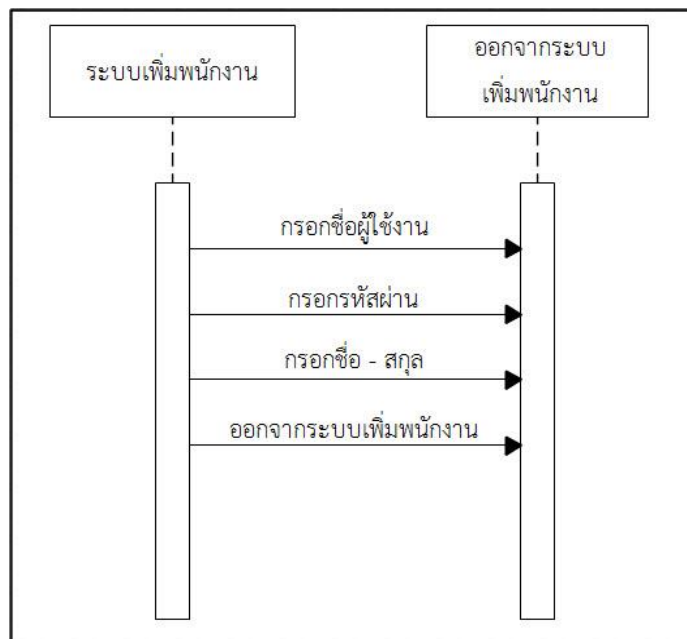 ระบบเพิ่มพนักงาน
ออกจากระบบ
เพิ่มพนักงาน
กรอกชื่อผู้ใช้งาน
กรอกรหัสผ่าน
กรอกชื่อ - สกุล
ออกจากระบบเพิ่มพนักงาน